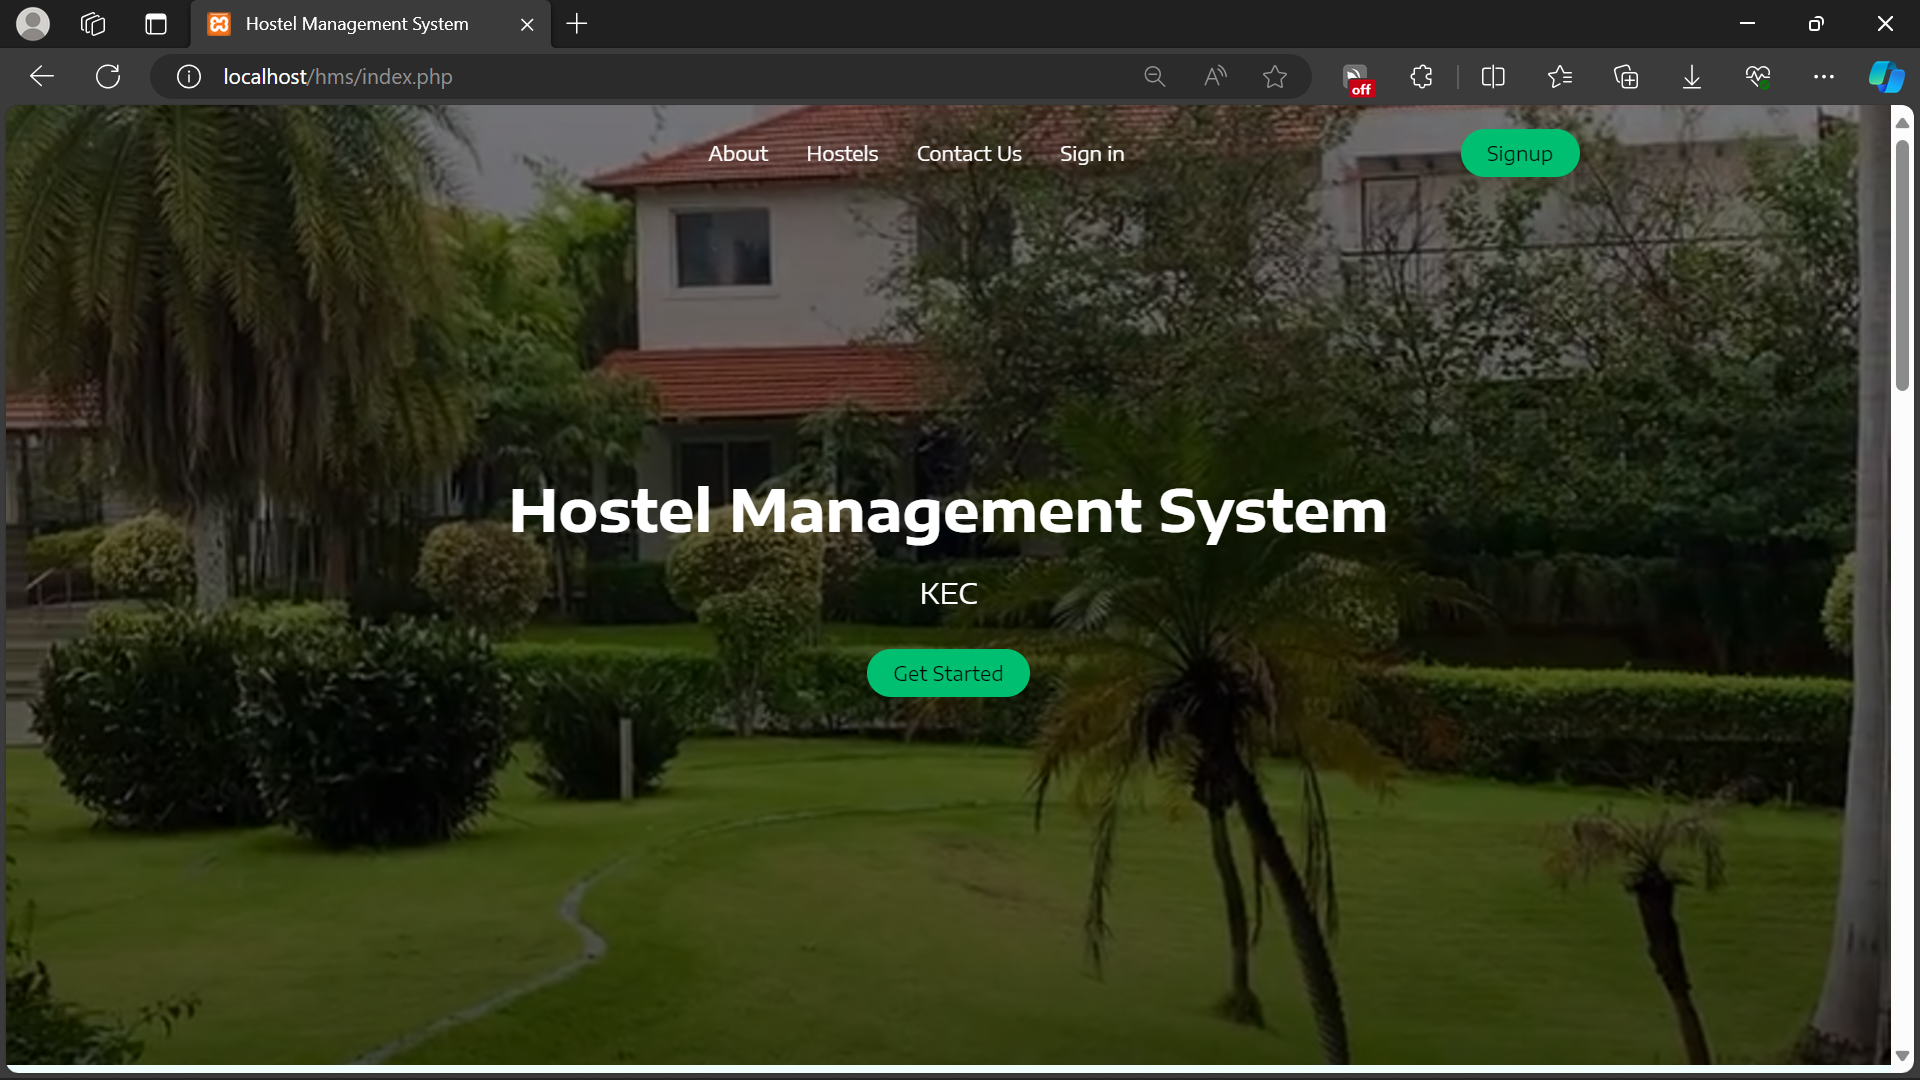 Hostel Management System
localhost/hms/index.php
off
About Hostels Contact Us Sign in Signup
Hostel Management System
KEC
Get Started